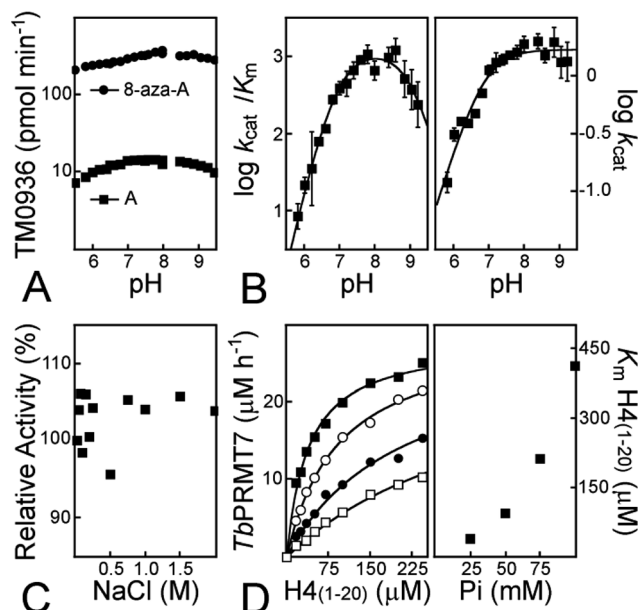 TM0936 (pmol min⁻¹)
100
10
8-aza-A
A
6 7 8 9
pH
A
log kcat /Km
3
2
1
6 7 8 9
pH
B
log kcat
0
-0.5
-1.0
6 7 8 9
pH
Relative Activity (%)
110
100
90
0.5 1.0 1.5
NaCl (M)
C
TbPRMT7 (µM h⁻¹)
20
10
75 150 225
H4(1-20) (µM)
D
Km H4(1-20) (µM)
450
300
150
25 50 75
Pi (mM)